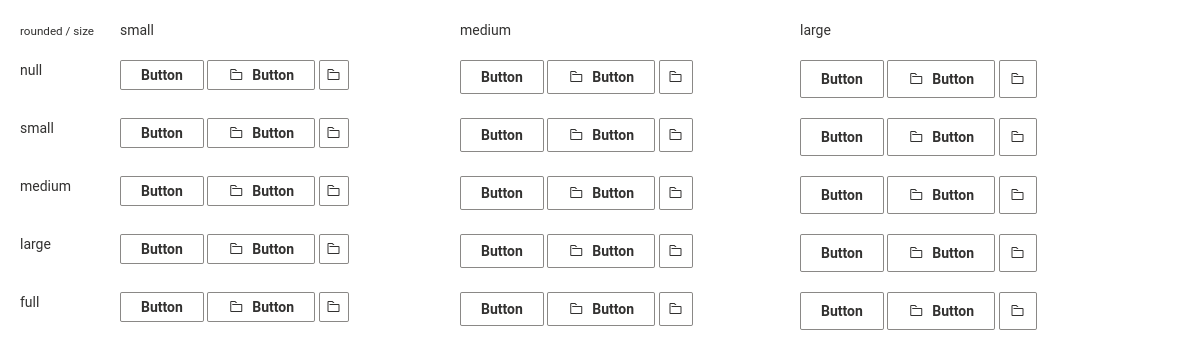 rounded / size small medium large
null Button Button Button Button Button Button
small Button Button Button Button Button Button
medium Button Button Button Button Button Button
large Button Button Button Button Button Button
full Button Button Button Button Button Button